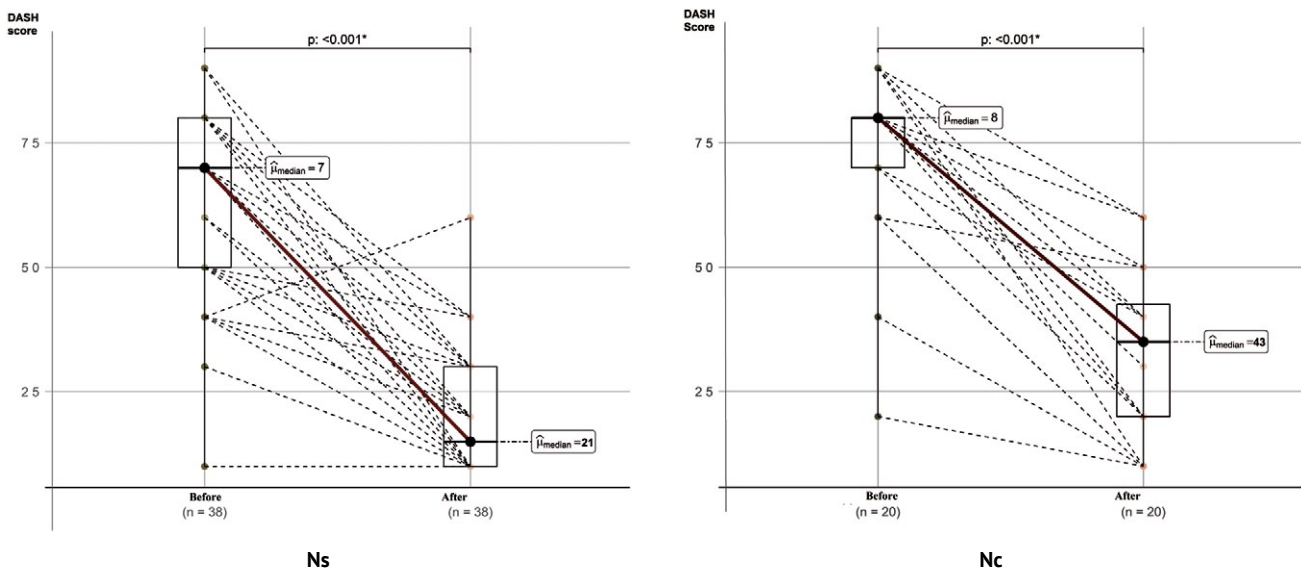 DASH
score
p: <0.001*
7 5
5 0
2 5
μ̂median = 7
μ̂median =21
Before
(n = 38)
After
(n = 38)
Ns
DASH
Score
p: <0.001*
7 5
5 0
2 5
μ̂median = 8
μ̂median =43
Before
(n = 20)
After
(n = 20)
Nc